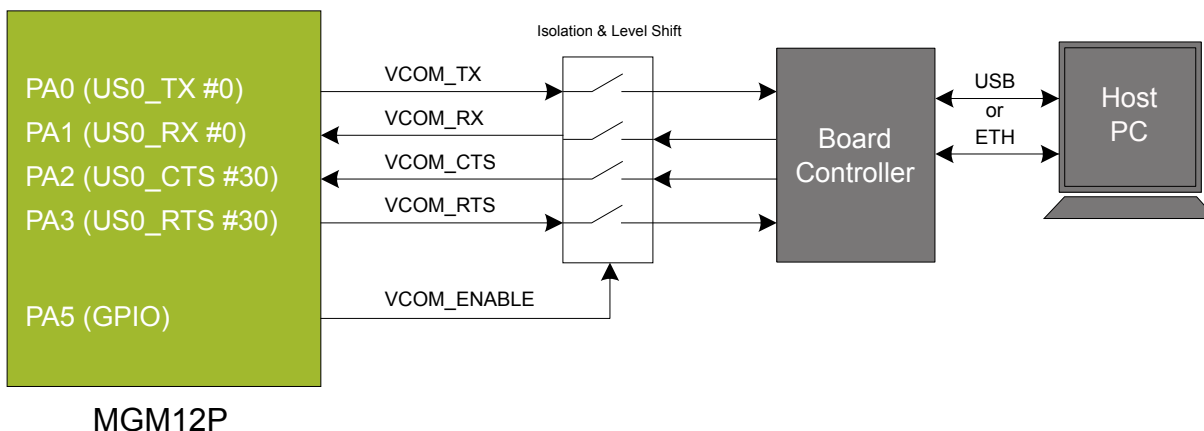 Isolation & Level Shift
PA0 (US0_TX #0)
PA1 (US0_RX #0)
PA2 (US0_CTS #30)
PA3 (US0_RTS #30)
PA5 (GPIO)
VCOM_TX
VCOM_RX
VCOM_CTS
VCOM_RTS
VCOM_ENABLE
Board
Controller
USB
or
ETH
Host
PC
MGM12P